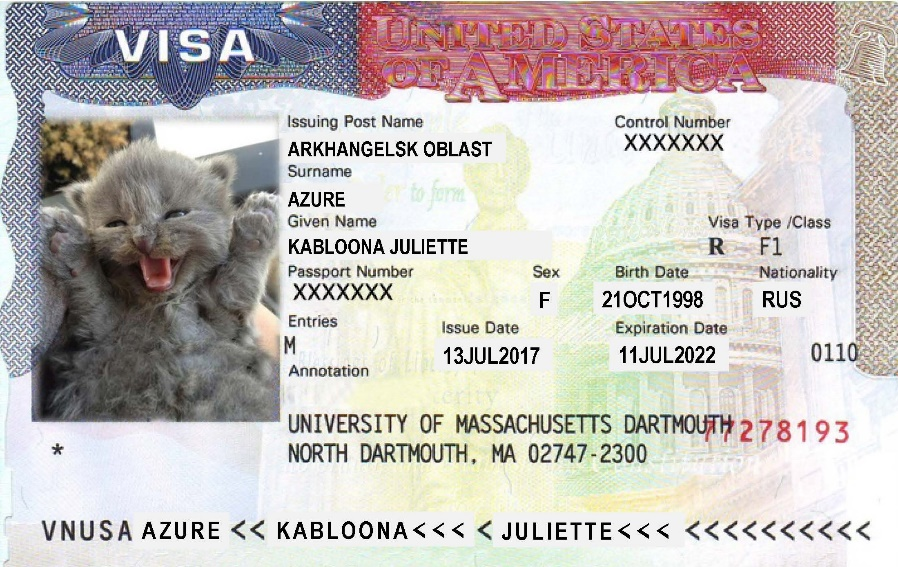 VISA
UNITED STATES
OF AMERICA
Issuing Post Name Control Number
ARKHANGELSK OBLAST XXXXXXX
Surname
AZURE
to form
Given Name Visa Type /Class
KABLOONA JULIETTE R F1
Passport Number Sex Birth Date Nationality
XXXXXXX F 21OCT1998 RUS
Entries Issue Date Expiration Date
M 13JUL2017 11JUL2022 0110
Annotation
UNIVERSITY OF MASSACHUSETTS DARTMOUTH 77278193
* NORTH DARTMOUTH, MA 02747-2300
VNUSA AZURE << KABLOONA<<< < JULIETTE<<< <<<<<<<<<<